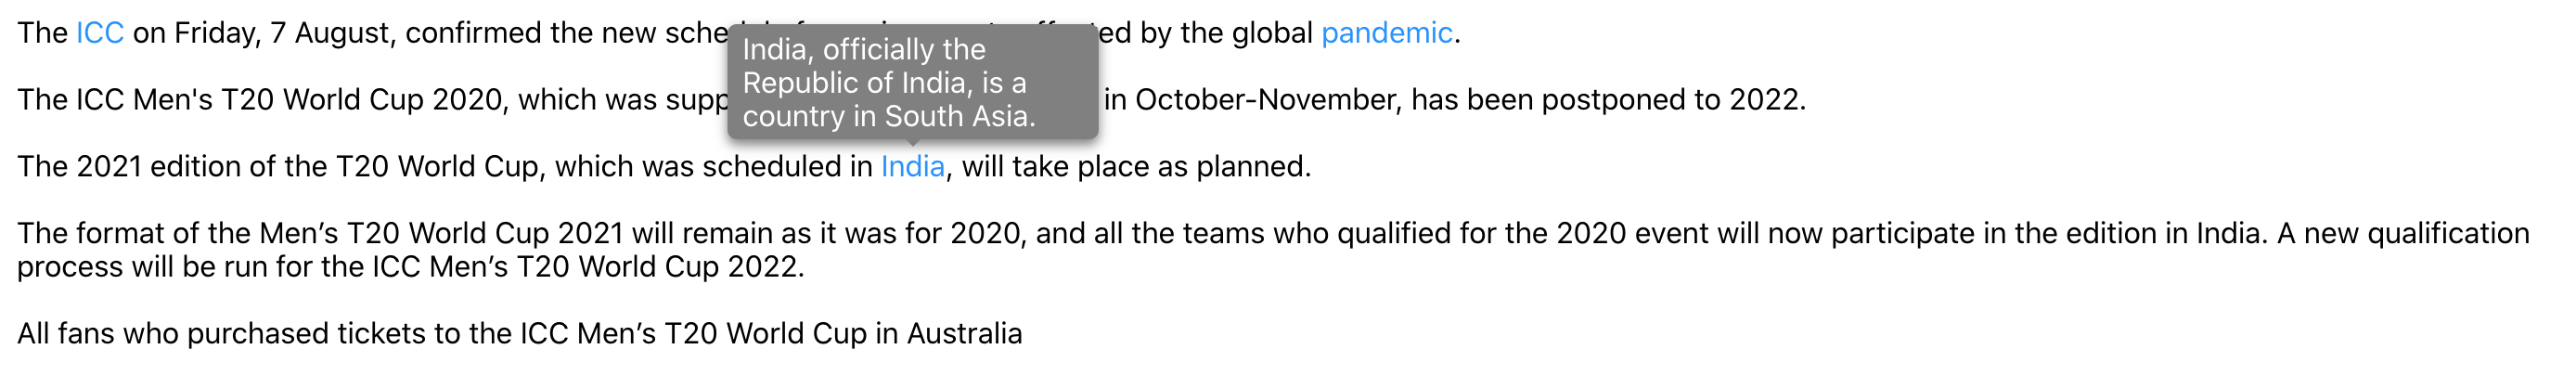 The ICC on Friday, 7 August, confirmed the new sche ed by the global pandemic.
India, officially the
Republic of India, is a
country in South Asia.
The ICC Men's T20 World Cup 2020, which was supp in October-November, has been postponed to 2022.
The 2021 edition of the T20 World Cup, which was scheduled in India, will take place as planned.
The format of the Men’s T20 World Cup 2021 will remain as it was for 2020, and all the teams who qualified for the 2020 event will now participate in the edition in India. A new qualification
process will be run for the ICC Men’s T20 World Cup 2022.
All fans who purchased tickets to the ICC Men’s T20 World Cup in Australia